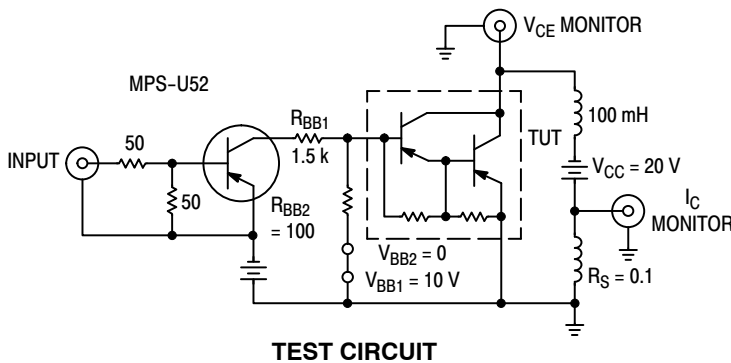 V_CE MONITOR
MPS-U52
R_BB1
1.5 k
TUT
100 mH
INPUT
50
50
V_CC = 20 V
I_C
MONITOR
R_BB2
= 100
V_BB2 = 0
V_BB1 = 10 V
R_S = 0.1
TEST CIRCUIT